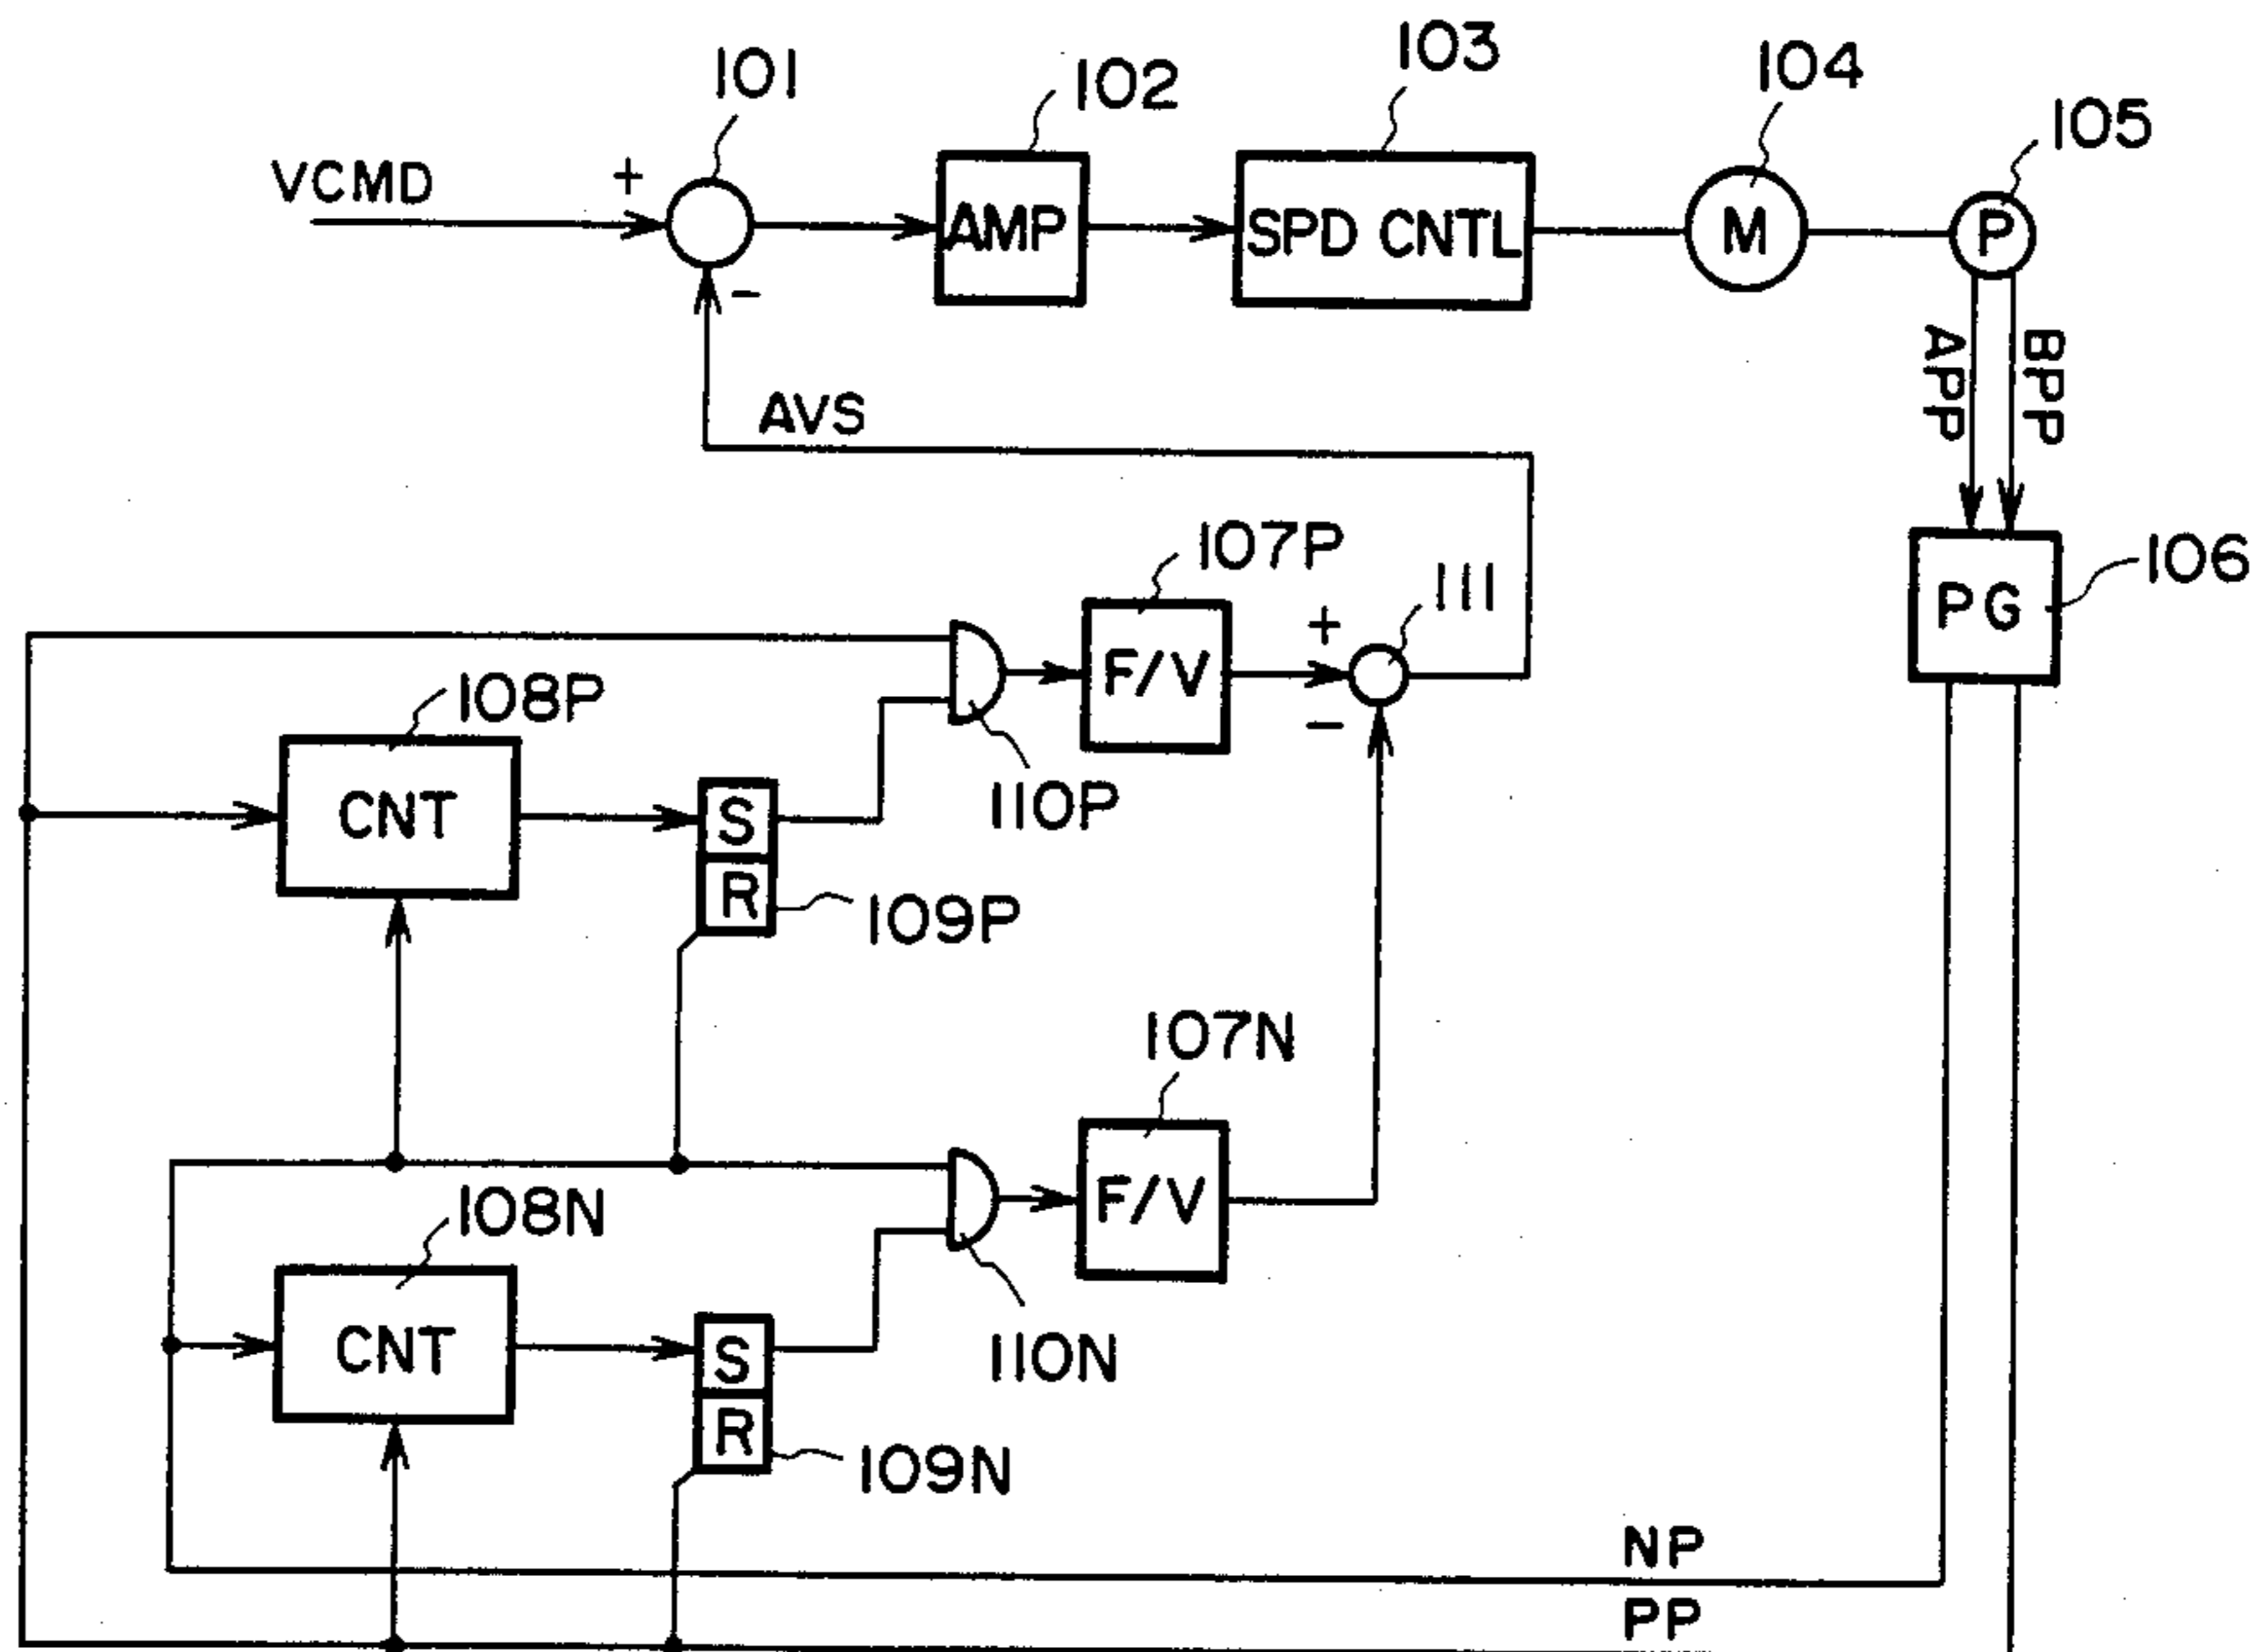 101
102
103
104
105
VCMD
+
AMP
SPD CNTL
M
P
-
APP
BPP
AVS
107P
111
106
+
PG
F/V
108P
-
110P
CNT
S
R
109P
107N
108N
F/V
110N
CNT
S
R
109N
NP
PP